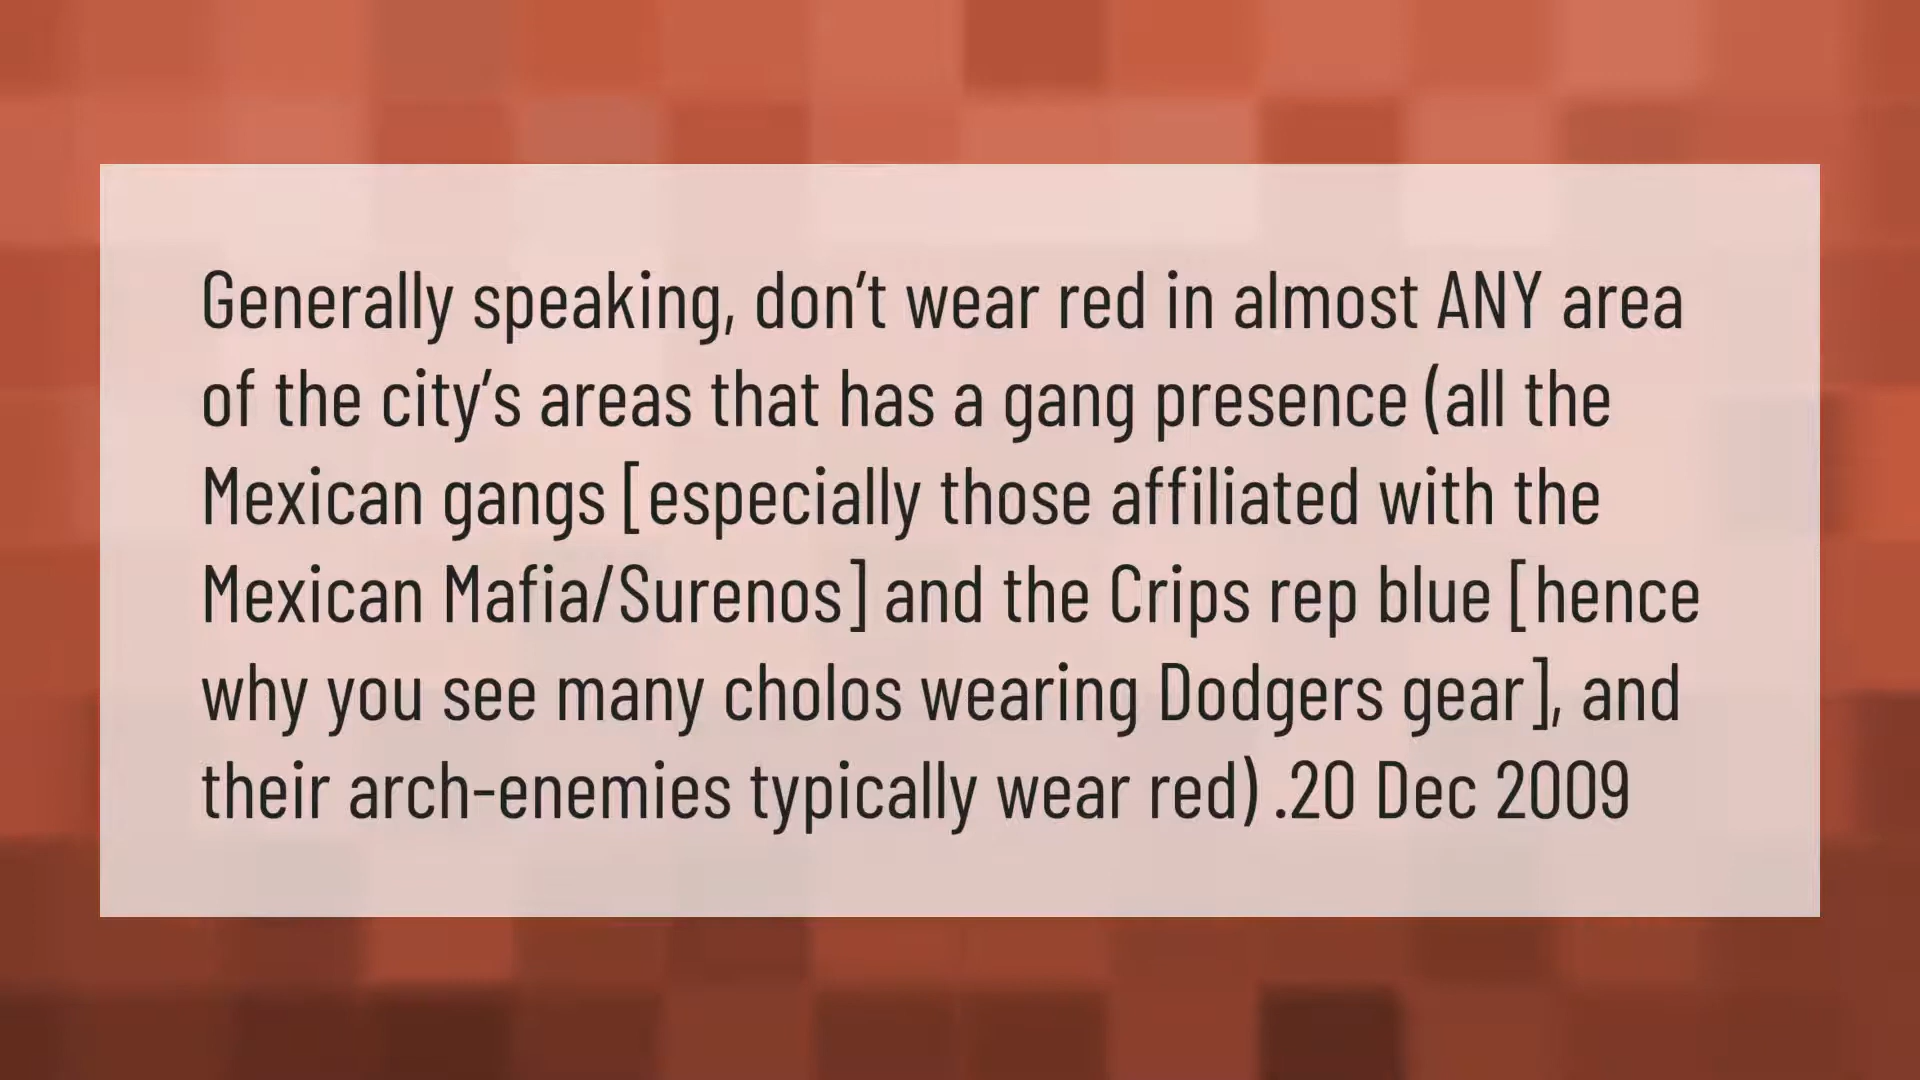 Generally speaking, don’t wear red in almost ANY area
of the city’s areas that has a gang presence (all the
Mexican gangs [especially those affiliated with the
Mexican Mafia/Surenos] and the Crips rep blue [hence
why you see many cholos wearing Dodgers gear], and
their arch-enemies typically wear red) .20 Dec 2009